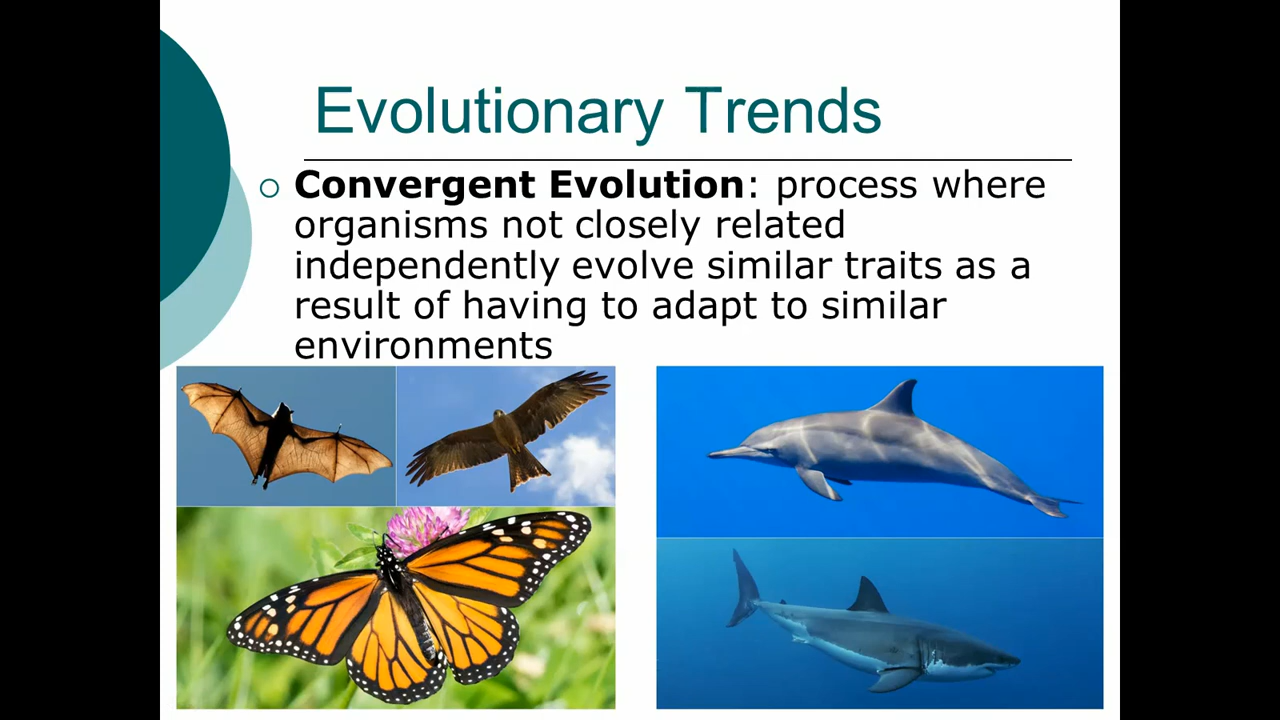 Evolutionary Trends
Convergent Evolution: process where
organisms not closely related
independently evolve similar traits as a
result of having to adapt to similar
environments